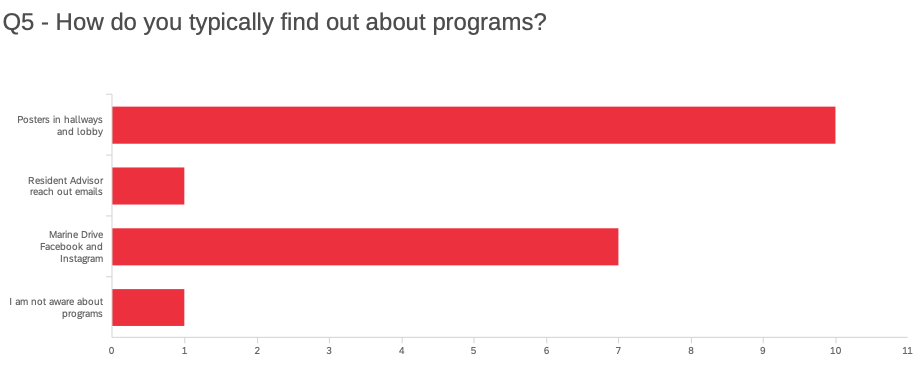 Q5 - How do you typically find out about programs?
Posters in hallways
and lobby
Resident Advisor
reach out emails
Marine Drive
Facebook and
Instagram
I am not aware about
programs
0 1 2 3 4 5 6 7 8 9 10 11